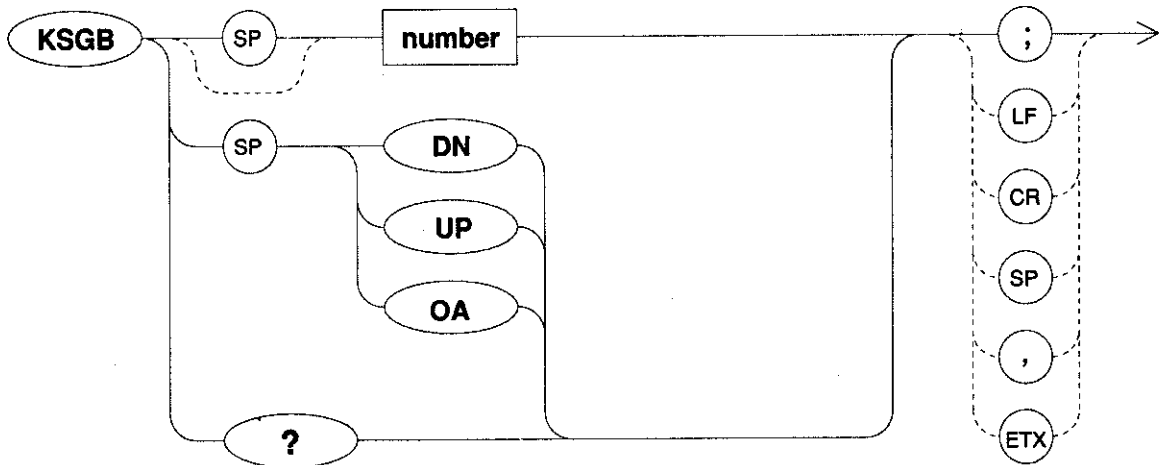 KSGB SP number ;
LF
SP DN
CR
UP
SP
OA
,
? ETX